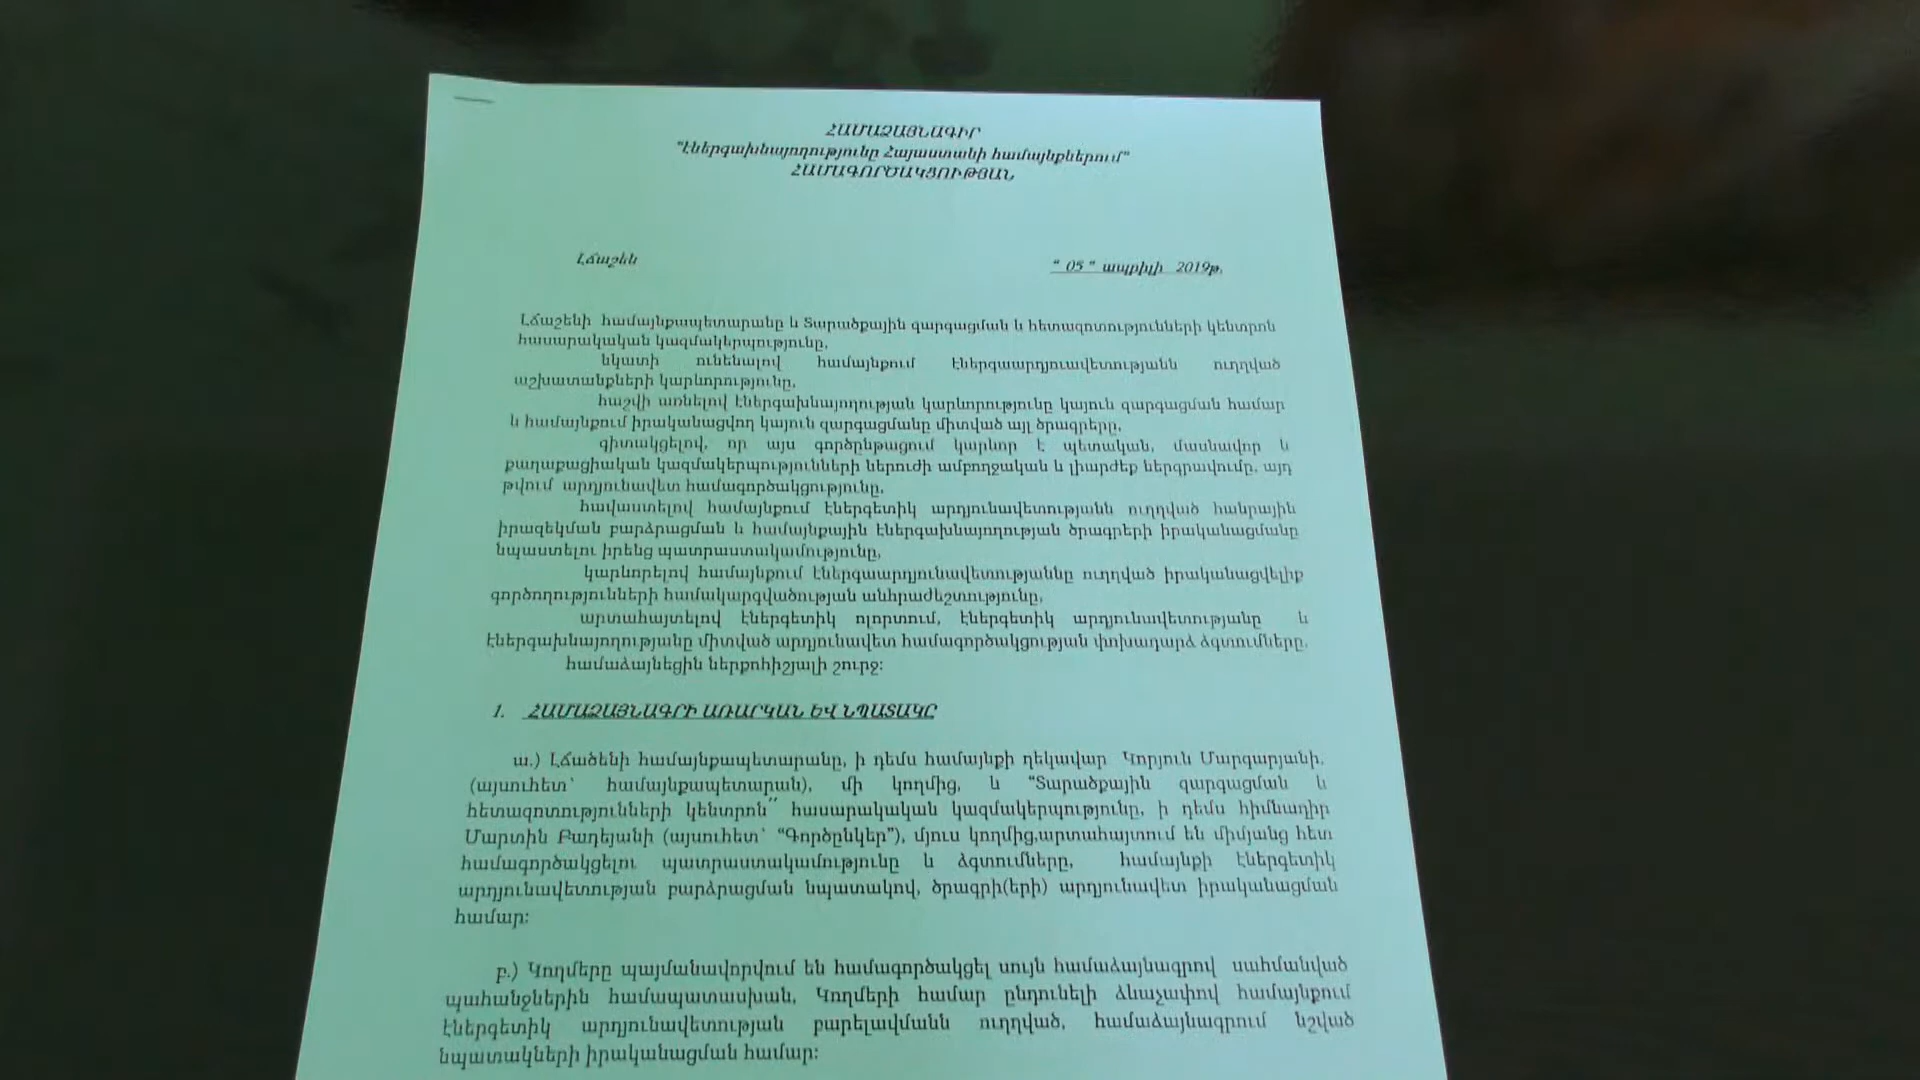 ՀԱՄԱՁԱՅՆԱԳԻՐ
"Էներգախնայողությունը Հայաստանի համայնքներում"
ՀԱՄԱԳՈՐԾԱԿՑՈՒԹՅԱՆ
Լճաշեն
" 05 " ապրիլի 2019թ.
Լճաշենի համայնքապետարանը և Տարածքային զարգացման և հետազոտությունների կենտրոն
հասարակական կազմակերպությունը,
նկատի ունենալով համայնքում էներգաարդյուավետությանն ուղղված
աշխատանքների կարևորությունը,
հաշվի առնելով էներգախնայողության կարևորությունը կայուն զարգացման համար
և համայնքում իրականացվող կայուն զարգացմանը միտված այլ ծրագրերը,
գիտակցելով, որ այս գործընթացում կարևոր է պետական, մասնավոր և
քաղաքացիական կազմակերպությունների ներուժի ամբողջական և լիարժեք ներգրավումը, այդ
թվում արդյունավետ համագործակցությունը,
հավաստելով համայնքում էներգետիկ արդյունավետությանն ուղղված հանրային
իրազեկման բարձրացման և համայնքային էներգախնայողության ծրագրերի իրականացմանը
նպաստելու իրենց պատրաստակամությունը,
կարևորելով համայնքում էներգաարդյունավետությաննը ուղղված իրականացվելիք
գործողությունների համակարգվածության անհրաժեշտությունը,
արտահայտելով էներգետիկ ոլորտում, էներգետիկ արդյունավետությանը և
էներգախնայողությանը միտված արդյունավետ համագործակցության փոխադարձ ձգտումները,
համաձայնեցին ներքոհիշյալի շուրջ:
1. ՀԱՄԱՁԱՅՆԱԳՐԻ ԱՌԱՐԿԱՆ ԵՎ ՆՊԱՏԱԿԸ
ա.) Լճածենի համայնքապետարանը, ի դեմս համայնքի ղեկավար Կորյուն Մարգարյանի,
(այսուհետ՝ համայնքապետարան), մի կողմից, և "Տարածքային զարգացման և
հետազոտությունների կենտրոն՛՛ հասարակական կազմակերպությունը, ի դեմս հիմնադիր
Մարտին Բադեյանի (այսուհետ՝ "Գործընկեր"), մյուս կողմից,արտահայտում են միմյանց հետ
համագործակցելու պատրաստակամությունը և ձգտումները, համայնքի էներգետիկ
արդյունավետության բարձրացման նպատակով, ծրագրի(երի) արդյունավետ իրականացման
համար:
բ.) Կողմերը պայմանավորվում են համագործակցել սույն համաձայնագրով սահմանված
պահանջներին համապատասխան, Կողմերի համար ընդունելի ձևաչափով համայնքում
էներգետիկ արդյունավետության բարելավմանն ուղղված, համաձայնագրում նշված
նպատակների իրականացման համար: